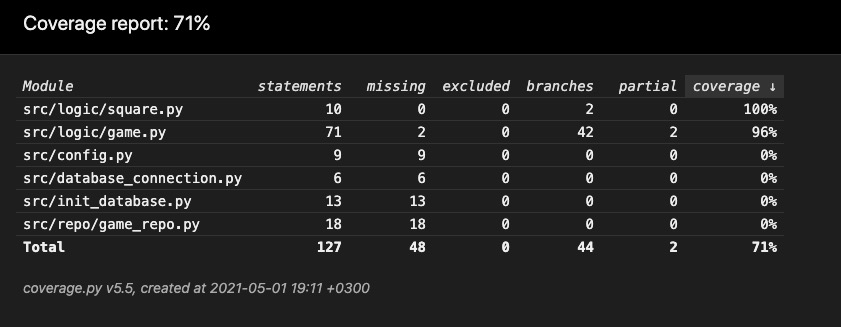 Coverage report: 71%
Module statements missing excluded branches partial coverage ↓
src/logic/square.py 10 0 0 2 0 100%
src/logic/game.py 71 2 0 42 2 96%
src/config.py 9 9 0 0 0 0%
src/database_connection.py 6 6 0 0 0 0%
src/init_database.py 13 13 0 0 0 0%
src/repo/game_repo.py 18 18 0 0 0 0%
Total 127 48 0 44 2 71%
coverage.py v5.5, created at 2021-05-01 19:11 +0300